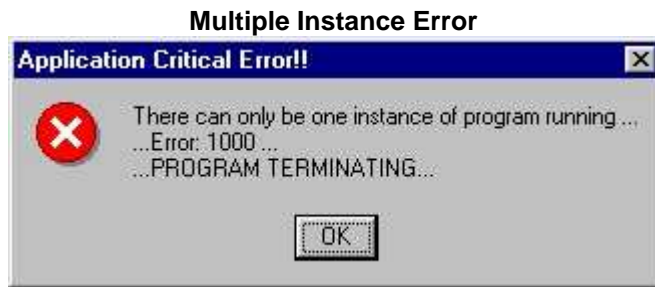 Multiple Instance Error
Application Critical Error!!
There can only be one instance of program running ...
...Error: 1000 ...
...PROGRAM TERMINATING...
OK